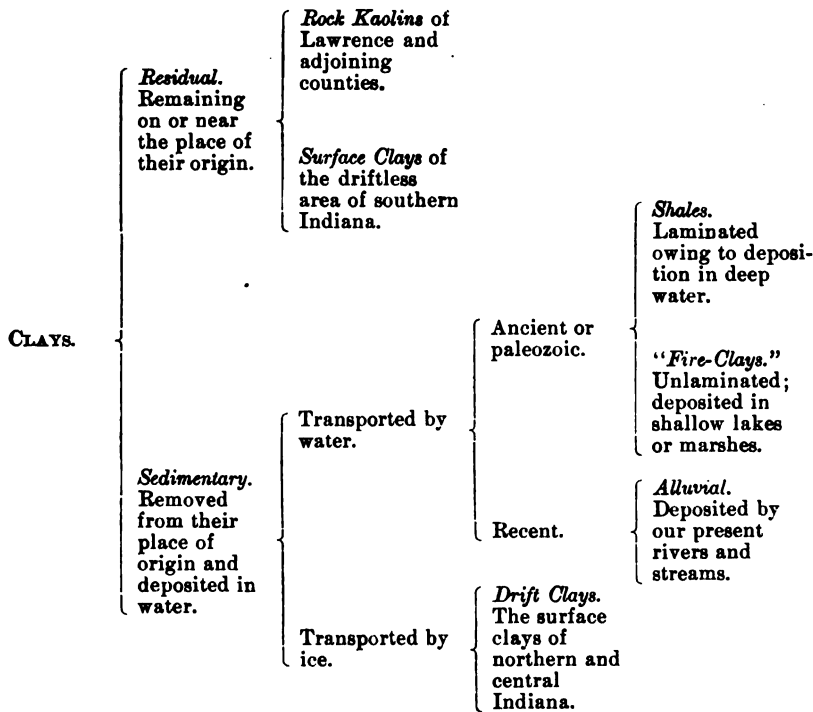 CLAYS.
Residual.
Remaining
on or near
the place of
their origin.
Rock Kaolins of
Lawrence and
adjoining
counties.
Surface Clays of
the driftless
area of southern
Indiana.
Sedimentary.
Removed
from their
place of
origin and
deposited in
water.
Transported by
water.
Ancient or
paleozoic.
Shales.
Laminated
owing to deposi-
tion in deep
water.
"Fire-Clays."
Unlaminated;
deposited in
shallow lakes
or marshes.
Recent.
Alluvial.
Deposited by
our present
rivers and
streams.
Transported by
ice.
Drift Clays.
The surface
clays of
northern and
central
Indiana.